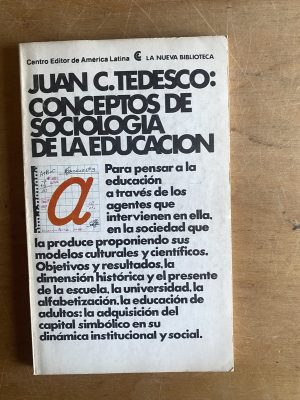 Centro Editor de América Latina LA NUEVA BIBLIOTECA
JUAN C.TEDESCO:
CONCEPTOS DE
SOCIOLOGIA
DE LA EDUCACION
a
Para pensar a la
educación
a través de los
agentes que
intervienen en ella,
en la sociedad que
la produce proponiendo sus
modelos culturales y científicos.
Objetivos y resultados, la
dimensión histórica y el presente
de la escuela, la universidad, la
alfabetización, la educación de
adultos: la adquisición del
capital simbólico en su
dinámica institucional y social.